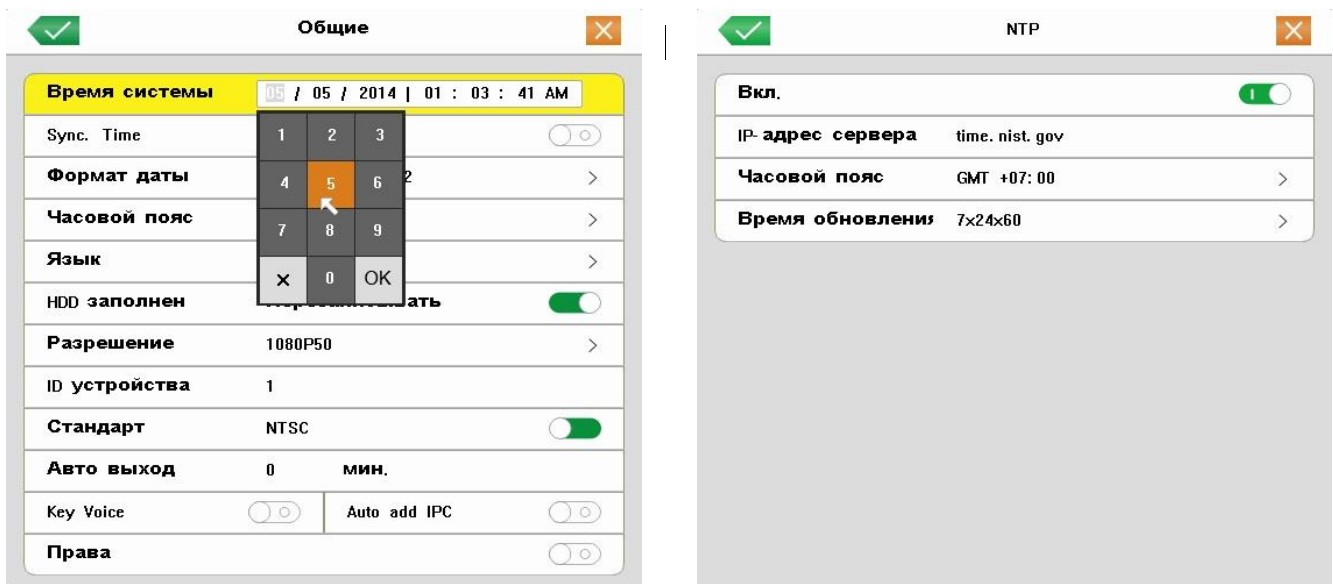 Общие
Время системы 05 / 05 / 2014 | 01 : 03 : 41 AM
Sync. Time
Формат даты 2
Часовой пояс
Язык
HDD заполнен
Разрешение 1080P50
ID устройства 1
Стандарт NTSC
Авто выход 0 мин.
Key Voice Auto add IPC
Права
1 2 3
4 5 6
7 8 9
× 0 OK
NTP
Вкл.
IP-адрес сервера time. nist. gov
Часовой пояс GMT +07:00
Время обновления 7x24x60